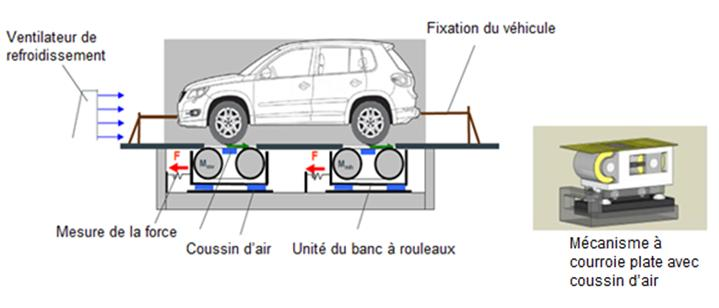 Ventilateur de
refroidissement
Fixation du véhicule
F
F
Mesure de la force
Coussin d'air
Unité du banc à rouleaux
Mécanisme à
courroie plate avec
coussin d'air